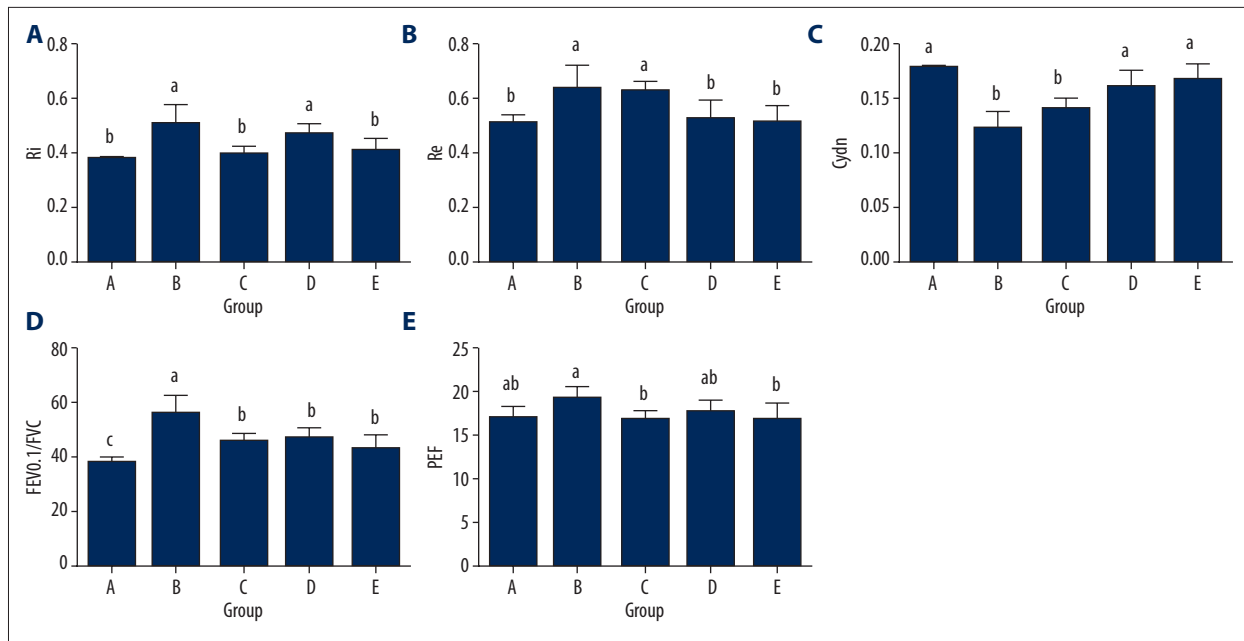 A
0.8
0.6
0.4
0.2
0.0
Ri
b
a
b
a
b
A B C D E
Group
B
0.8
0.6
0.4
0.2
0.0
Re
b
a
a
b
b
A B C D E
Group
C
0.20
0.15
0.10
0.05
0.00
Cydn
a
b
b
a
a
A B C D E
Group
D
80
60
40
20
0
FEV0.1/FVC
c
a
b
b
b
A B C D E
Group
E
25
20
15
10
5
0
PEF
ab
a
b
ab
b
A B C D E
Group